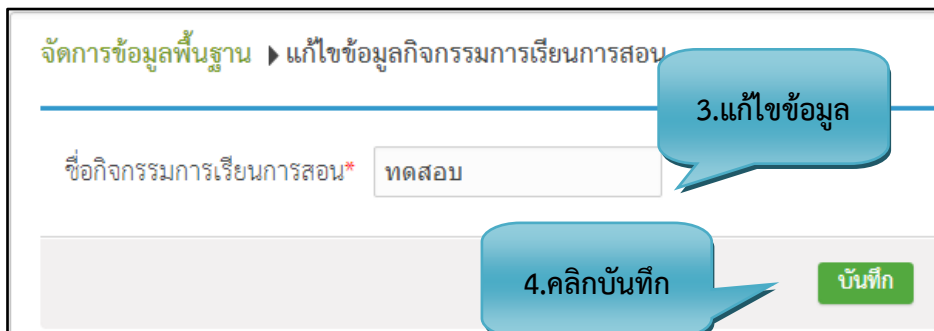 จัดการข้อมูลพื้นฐาน ▶ แก้ไขข้อมูลกิจกรรมการเรียนการสอน
3.แก้ไขข้อมูล
ชื่อกิจกรรมการเรียนการสอน* ทดสอบ
4.คลิกบันทึก
บันทึก